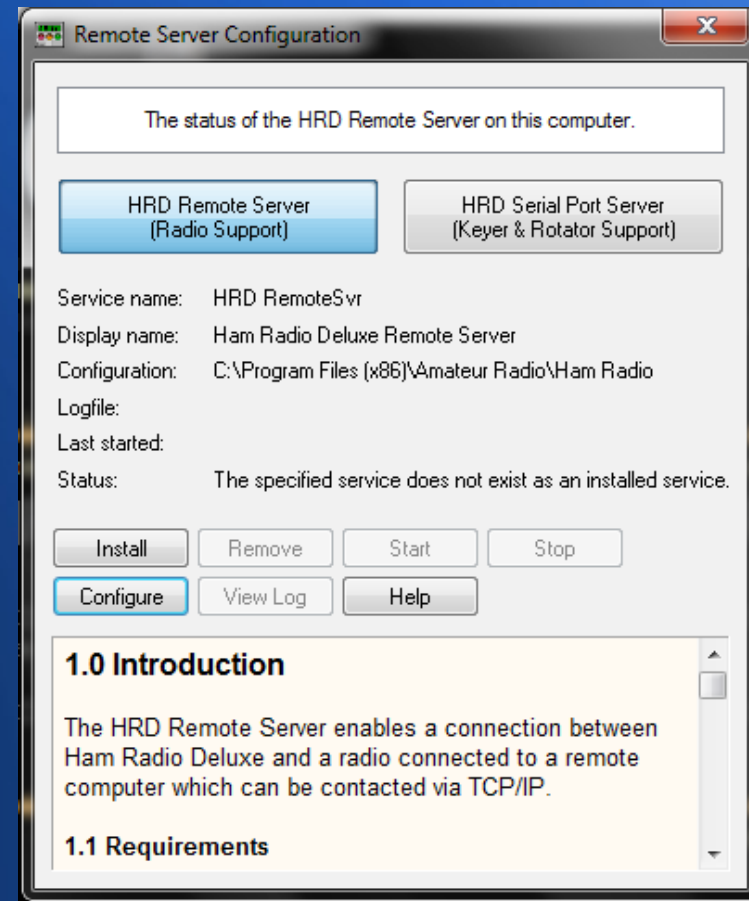 Remote Server Configuration
The status of the HRD Remote Server on this computer.
HRD Remote Server
(Radio Support)
HRD Serial Port Server
(Keyer & Rotator Support)
Service name: HRD RemoteSvr
Display name: Ham Radio Deluxe Remote Server
Configuration: C:\Program Files (x86)\Amateur Radio\Ham Radio
Logfile:
Last started:
Status: The specified service does not exist as an installed service.
Install Remove Start Stop
Configure View Log Help
1.0 Introduction
The HRD Remote Server enables a connection between
Ham Radio Deluxe and a radio connected to a remote
computer which can be contacted via TCP/IP.
1.1 Requirements